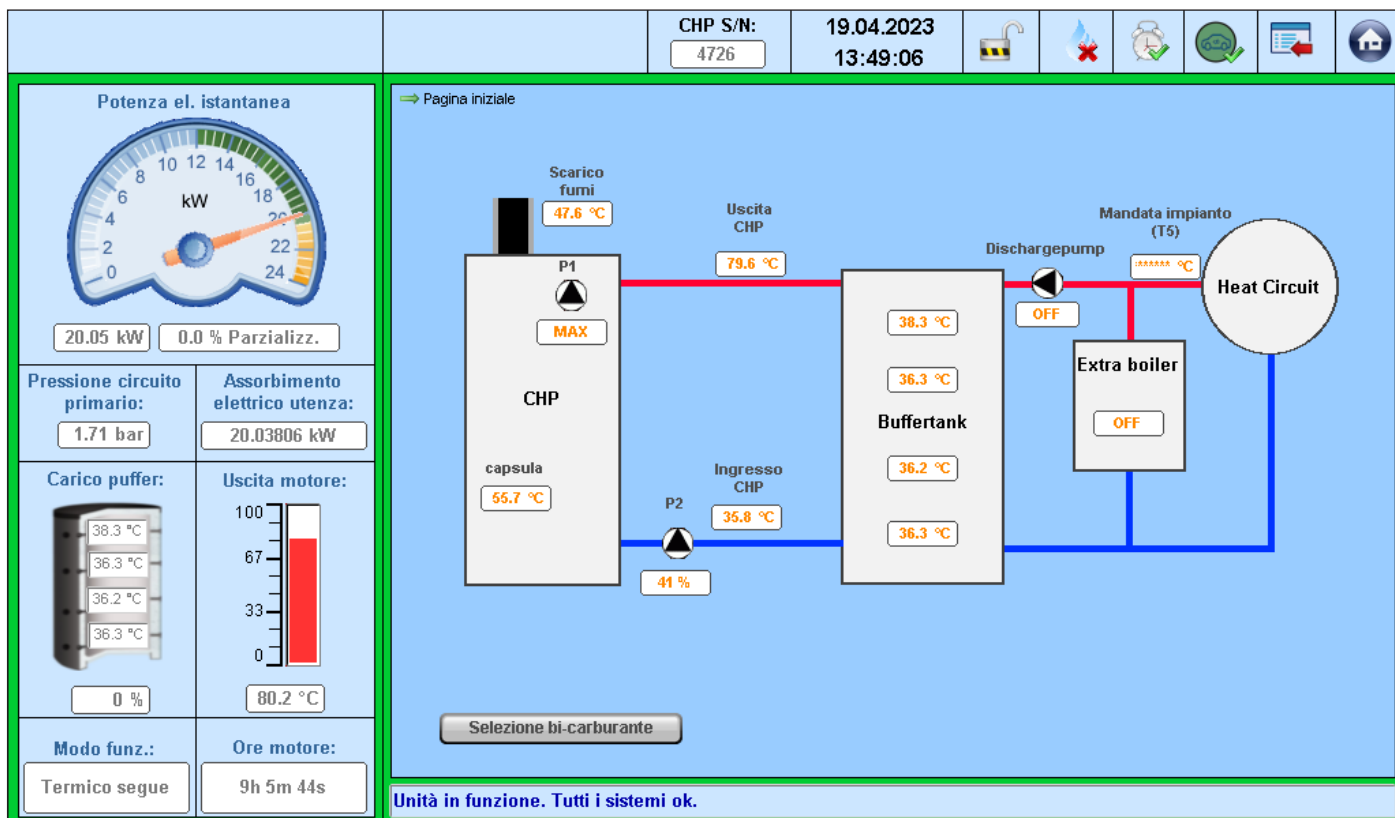 CHP S/N:
4726
19.04.2023
13:49:06
Potenza el. istantanea
0
2
4
6
8
10
12
14
16
18
20
22
24
kW
20.05 kW
0.0 % Parzializz.
Pressione circuito
primario:
1.71 bar
Assorbimento
elettrico utenza:
20.03806 kW
Carico puffer:
38.3 °C
36.3 °C
36.2 °C
36.3 °C
0 %
Uscita motore:
100
67
33
0
80.2 °C
Modo funz.:
Termico segue
Ore motore:
9h 5m 44s
Pagina iniziale
Scarico
fumi
47.6 °C
P1
MAX
CHP
capsula
55.7 °C
Uscita
CHP
79.6 °C
Ingresso
CHP
35.8 °C
P2
41 %
38.3 °C
36.3 °C
Buffertank
36.2 °C
36.3 °C
Dischargepump
OFF
Mandata impianto
(T5)
******* °C
Heat Circuit
Extra boiler
OFF
Selezione bi-carburante
Unità in funzione. Tutti i sistemi ok.